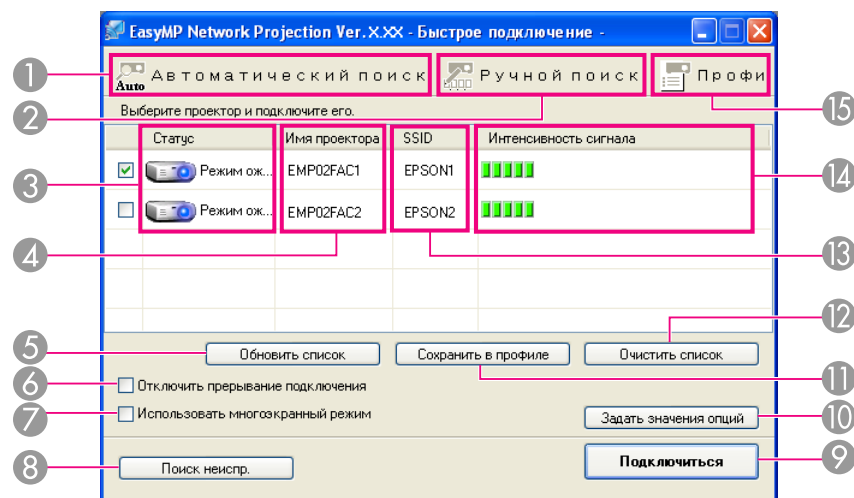 EasyMP Network Projection Ver.X.XX - Быстрое подключение -
1 Auto Автоматический поиск Ручной поиск Профи
2 Выберите проектор и подключите его. 15
Статус Имя проектора SSID Интенсивность сигнала
3 Режим ож... EMP02FAC1 EPSON1 14
Режим ож... EMP02FAC2 EPSON2
4 13
12
5 Обновить список Сохранить в профиле Очистить список
6 Отключить прерывание подключения 11
7 Использовать многоэкранный режим Задать значения опций 10
8 Поиск неиспр. Подключиться 9